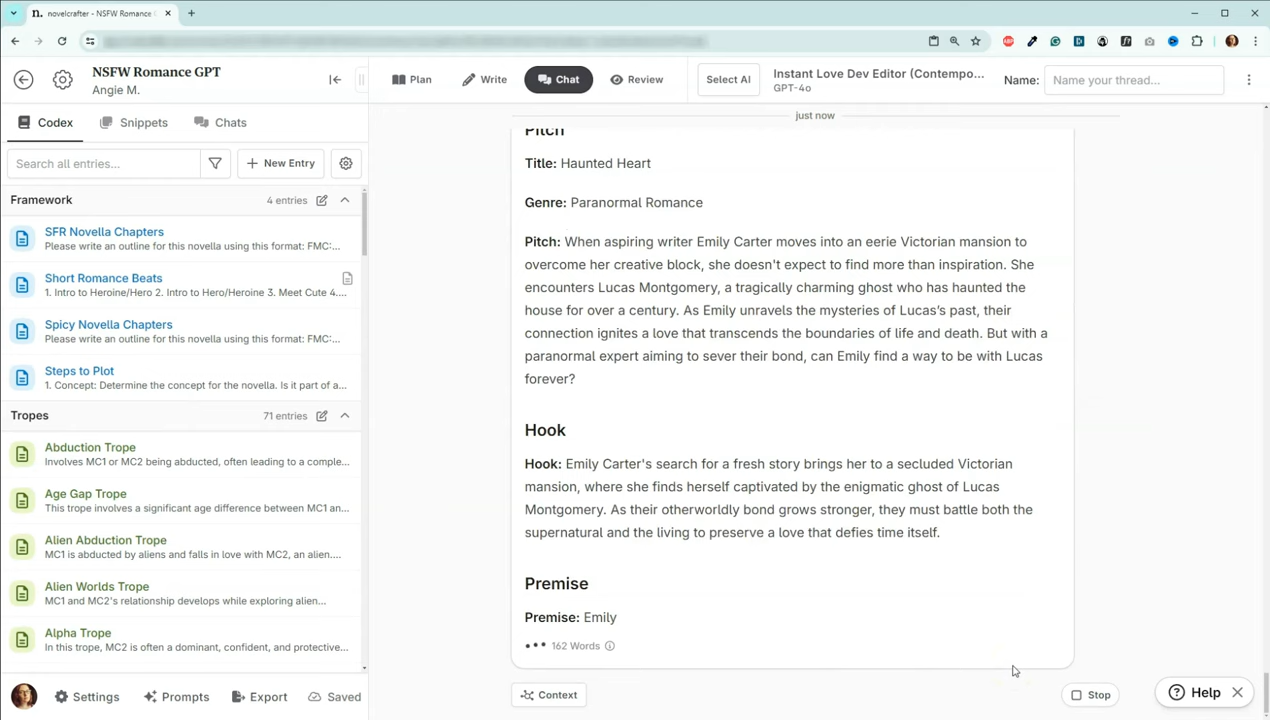 novelcrafter - NSFW Romance G
NSFW Romance GPT
Angie M.
Plan
Write
Chat
Review
Select AI
Instant Love Dev Editor (Contempo...
GPT-4o
Name:
Name your thread...
Codex
Snippets
Chats
Search all entries...
+ New Entry
Framework
4 entries
SFR Novella Chapters
Please write an outline for this novella using this format: FMC:...
Short Romance Beats
1. Intro to Heroine/Hero 2. Intro to Hero/Heroine 3. Meet Cute 4....
Spicy Novella Chapters
Please write an outline for this novella using this format: FMC:...
Steps to Plot
1. Concept: Determine the concept for the novella. Is it part of a...
Tropes
71 entries
Abduction Trope
Involves MC1 or MC2 being abducted, often leading to a comple...
Age Gap Trope
This trope involves a significant age difference between MC1 an...
Alien Abduction Trope
MC1 is abducted by aliens and falls in love with MC2, an alien....
Alien Worlds Trope
MC1 and MC2's relationship develops while exploring alien...
Alpha Trope
In this trope, MC2 is often a dominant, confident, and protective...
Settings
Prompts
Export
Saved
just now
Pitch
Title: Haunted Heart
Genre: Paranormal Romance
Pitch: When aspiring writer Emily Carter moves into an eerie Victorian mansion to
overcome her creative block, she doesn't expect to find more than inspiration. She
encounters Lucas Montgomery, a tragically charming ghost who has haunted the
house for over a century. As Emily unravels the mysteries of Lucas's past, their
connection ignites a love that transcends the boundaries of life and death. But with a
paranormal expert aiming to sever their bond, can Emily find a way to be with Lucas
forever?
Hook
Hook: Emily Carter's search for a fresh story brings her to a secluded Victorian
mansion, where she finds herself captivated by the enigmatic ghost of Lucas
Montgomery. As their otherworldly bond grows stronger, they must battle both the
supernatural and the living to preserve a love that defies time itself.
Premise
Premise: Emily
162 Words
Context
Stop
Help